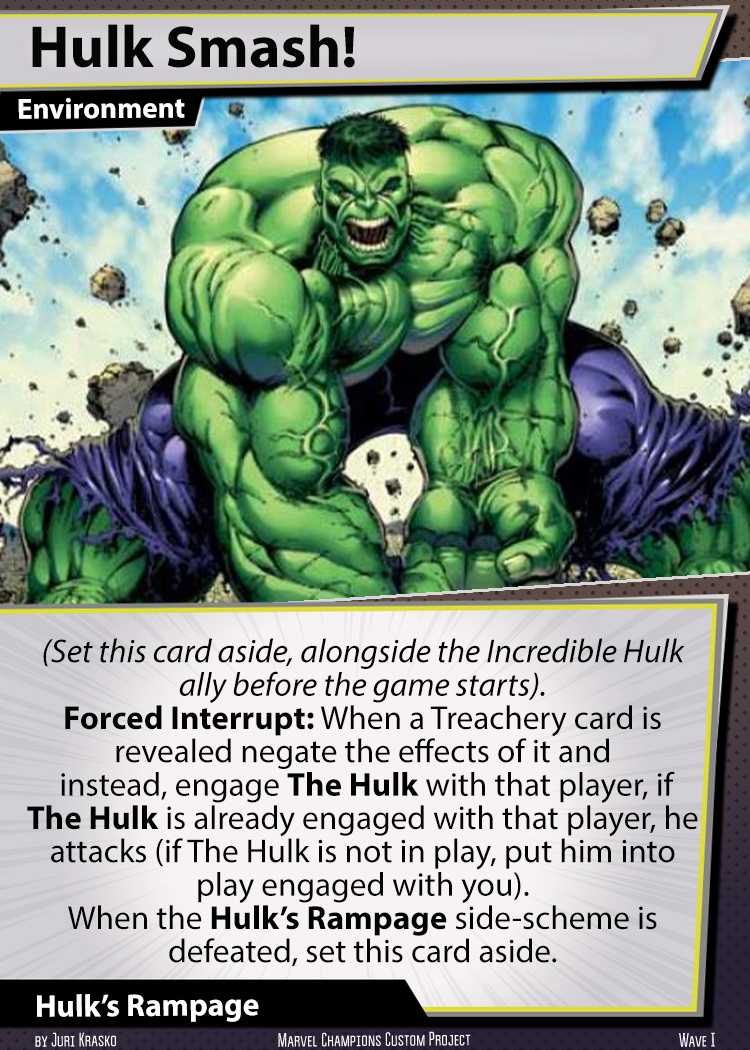 Hulk Smash!
Environment
(Set this card aside, alongside the Incredible Hulk
ally before the game starts).
Forced Interrupt: When a Treachery card is
revealed negate the effects of it and
instead, engage The Hulk with that player, if
The Hulk is already engaged with that player, he
attacks (if The Hulk is not in play, put him into
play engaged with you).
When the Hulk's Rampage side-scheme is
defeated, set this card aside.
Hulk's Rampage
by Juri Krasko
Marvel Champions Custom Project
Wave I